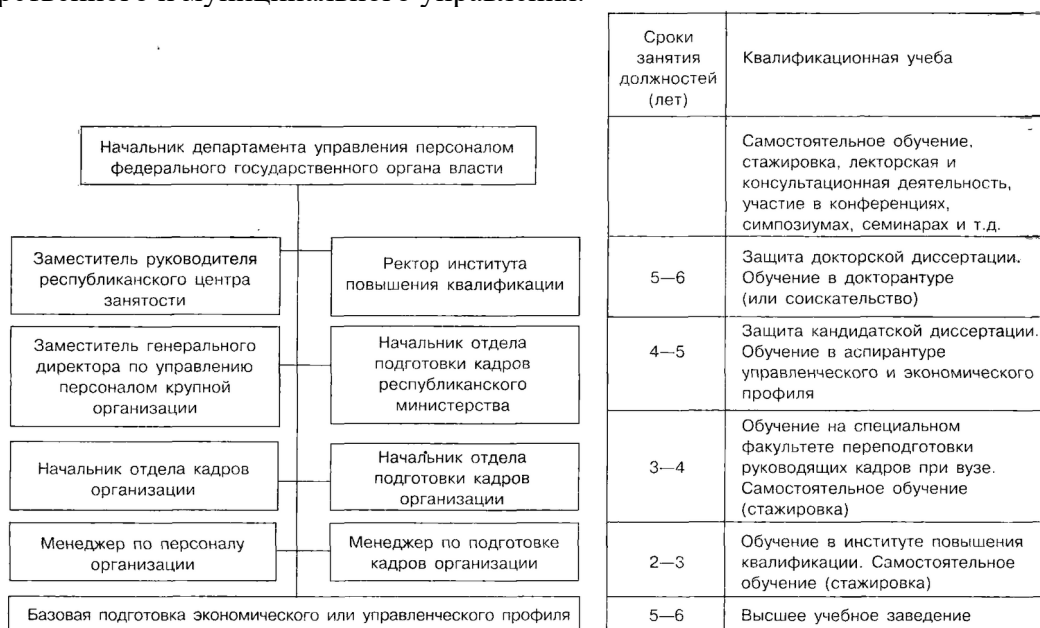 муниципального управления.
Сроки
занятия
должностей
(лет)
Квалификационная учеба
Начальник департамента управления персоналом
федерального государственного органа власти
Самостоятельное обучение,
стажировка, лекторская и
консультационная деятельность,
участие в конференциях,
симпозиумах, семинарах и т.д.
Заместитель руководителя
республиканского центра
занятости
Ректор института
повышения квалификации
5—6
Защита докторской диссертации.
Обучение в докторантуре
(или соискательство)
Заместитель генерального
директора по управлению
персоналом крупной
организации
Начальник отдела
подготовки кадров
республиканского
министерства
4—5
Защита кандидатской диссертации.
Обучение в аспирантуре
управленческого и экономического
профиля
Начальник отдела кадров
организации
Начальник отдела
подготовки кадров
организации
3—4
Обучение на специальном
факультете переподготовки
руководящих кадров при вузе.
Самостоятельное обучение
(стажировка)
Менеджер по персоналу
организации
Менеджер по подготовке
кадров организации
2—3
Обучение в институте повышения
квалификации. Самостоятельное
обучение (стажировка)
Базовая подготовка экономического или управленческого профиля
5—6
Высшее учебное заведение